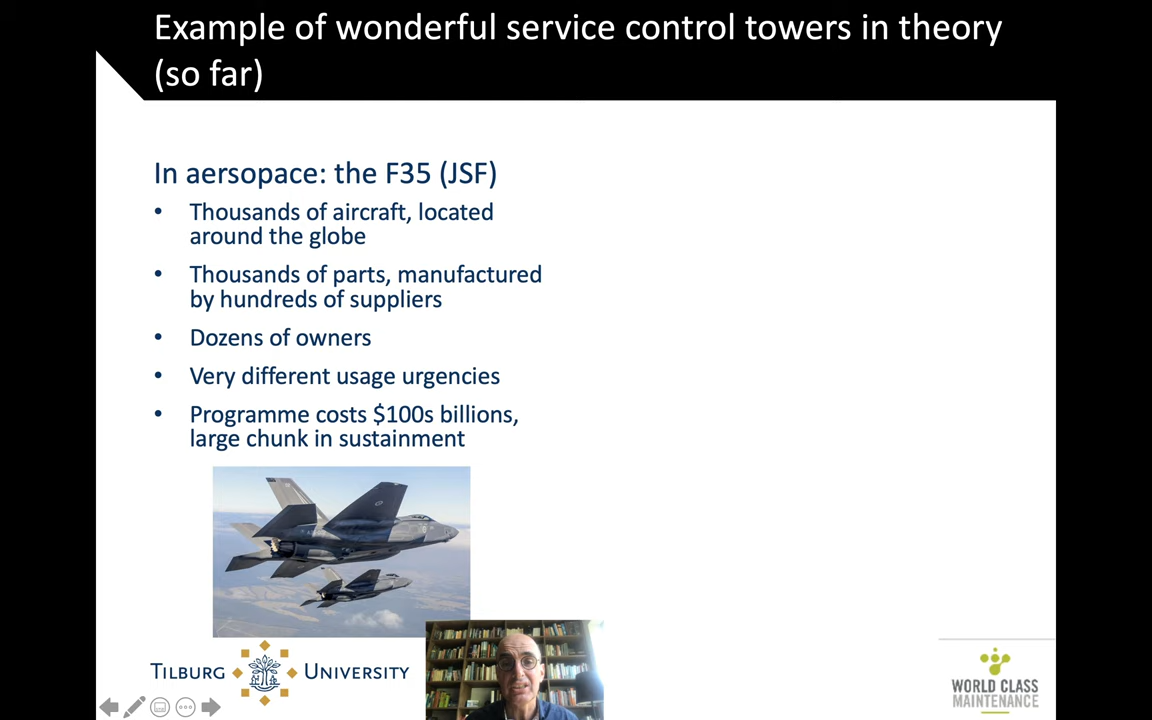 Example of wonderful service control towers in theory
(so far)
In aersopace: the F35 (JSF)
• Thousands of aircraft, located
around the globe
• Thousands of parts, manufactured
by hundreds of suppliers
• Dozens of owners
• Very different usage urgencies
• Programme costs $100s billions,
large chunk in sustainment
TILBURG UNIVERSITY
WORLD CLASS
MAINTENANCE